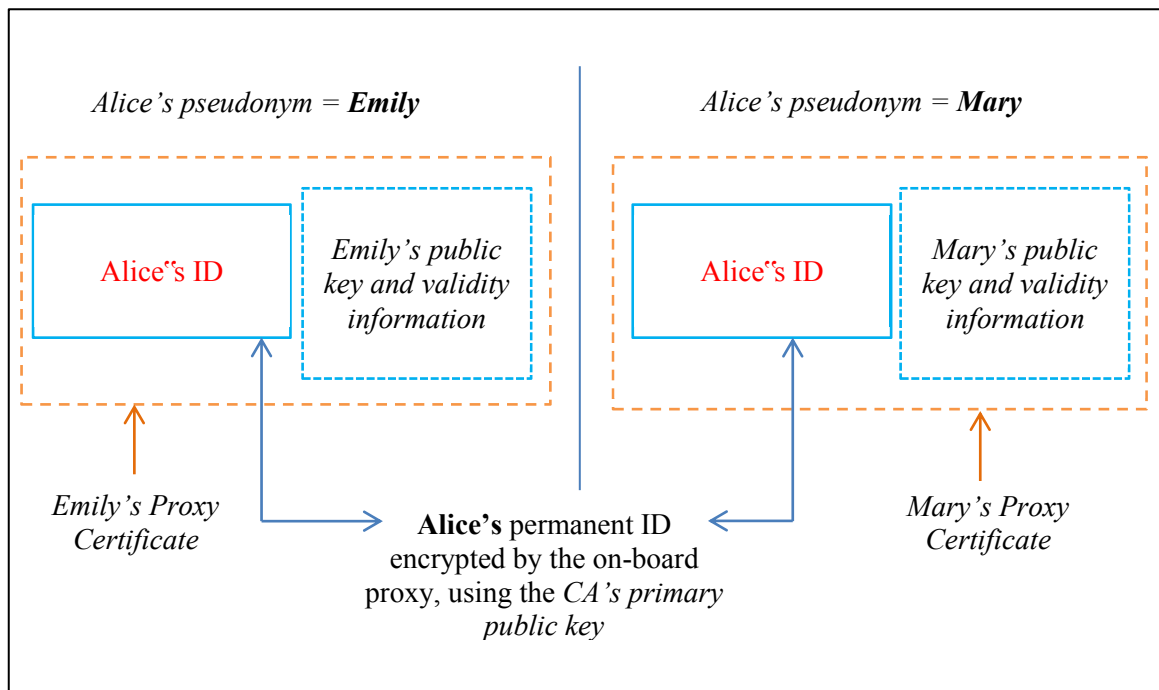 Alice’s pseudonym = Emily
Alice‟s ID
Emily’s public
key and validity
information
Emily’s Proxy
Certificate
Alice’s pseudonym = Mary
Alice‟s ID
Mary’s public
key and validity
information
Mary’s Proxy
Certificate
Alice’s permanent ID
encrypted by the on-board
proxy, using the CA’s primary
public key